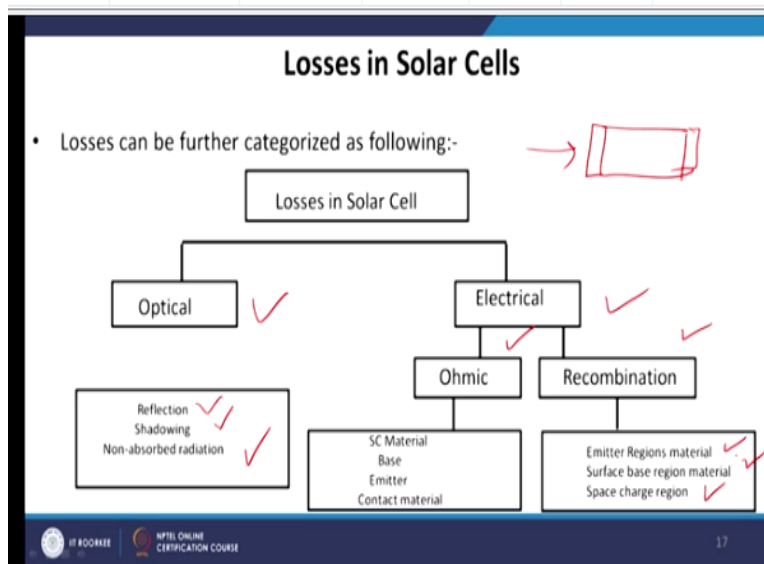 Losses in Solar Cells
• Losses can be further categorized as following:-
Losses in Solar Cell
Optical
Electrical
Ohmic
Recombination
Reflection
Shadowing
Non-absorbed radiation
SC Material
Base
Emitter
Contact material
Emitter Regions material
Surface base region material
Space charge region
IT ROORKEE
NPTEL ONLINE
CERTIFICATION COURSE
17